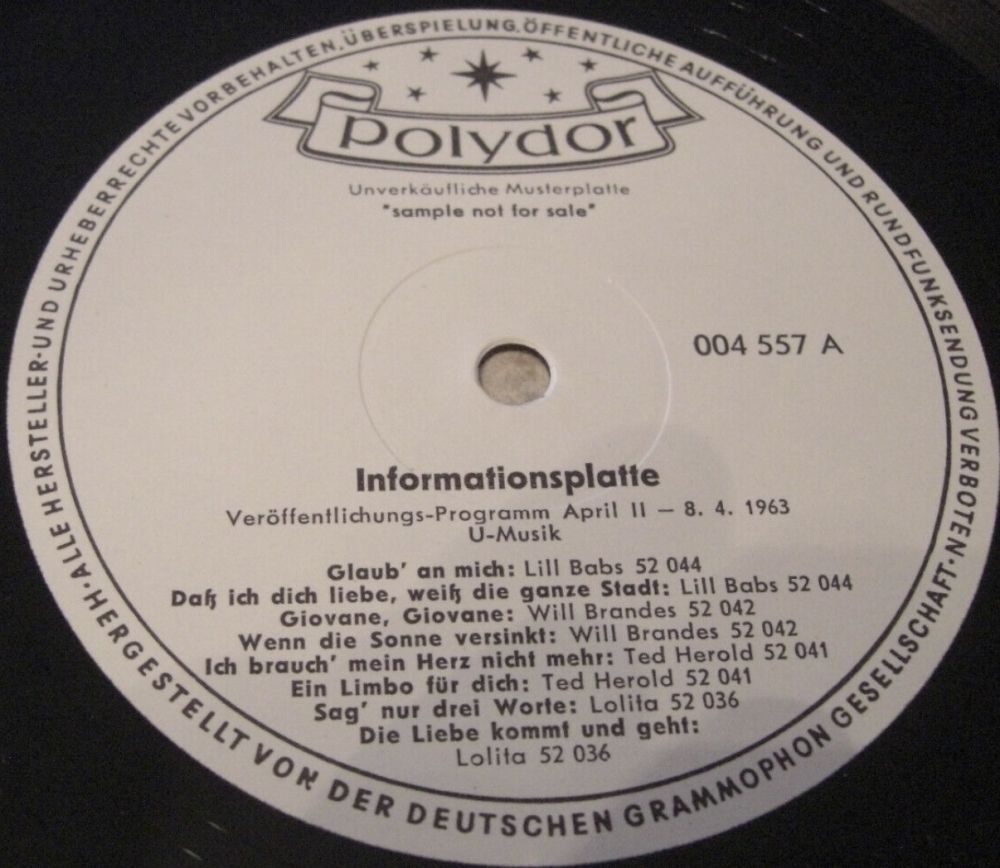 polydor
Unverkäufliche Musterplatte
"sample not for sale"
004 557 A
Informationsplatte
Veröffentlichungs-Programm April II – 8. 4. 1963
U-Musik
Glaub' an mich: Lill Babs 52 044
Daß ich dich liebe, weiß die ganze Stadt: Lill Babs 52 044
Giovane, Giovane: Will Brandes 52 042
Wenn die Sonne versinkt: Will Brandes 52 042
Ich brauch' mein Herz nicht mehr: Ted Herold 52 041
Ein Limbo für dich: Ted Herold 52 041
Sag' nur drei Worte: Lolita 52 036
Die Liebe kommt und geht:
Lolita 52 036
· ALLE HERSTELLER- UND URHEBERRECHTE VORBEHALTEN, ÜBERSPIELUNG, ÖFFENTLICHE AUFFÜHRUNG UND RUNDFUNKSENDUNG VERBOTEN ·
HERGESTELLT VON DER DEUTSCHEN GRAMMOPHON GESELLSCHAFT